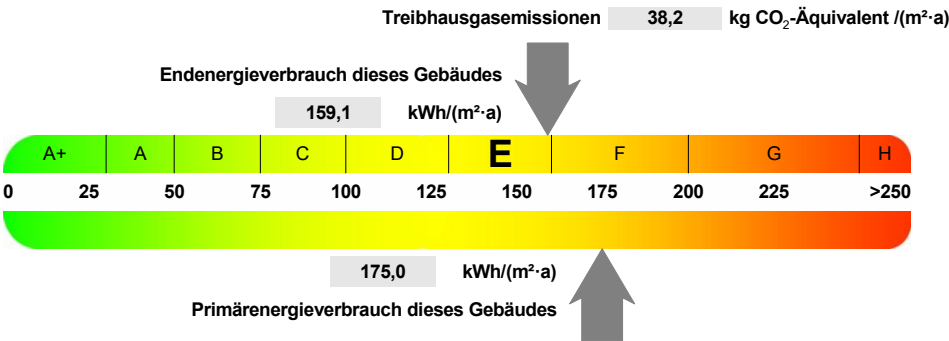 Treibhausgasemissionen 38,2 kg CO₂-Äquivalent /(m²·a)
Endenergieverbrauch dieses Gebäudes
159,1 kWh/(m²·a)
A+ A B C D E F G H
0 25 50 75 100 125 150 175 200 225 >250
175,0 kWh/(m²·a)
Primärenergieverbrauch dieses Gebäudes